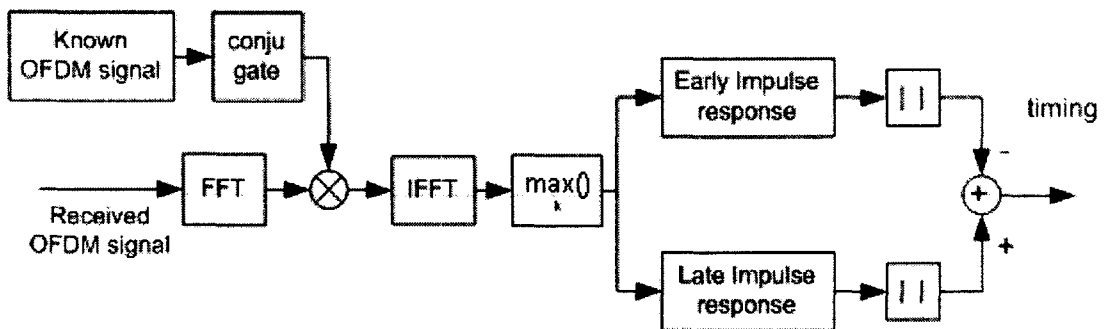 Known
OFDM signal
conju
gate
Early Impulse
response
| |
timing
-
FFT
IFFT
max()
k
+
Received
OFDM signal
+
Late Impulse
response
| |